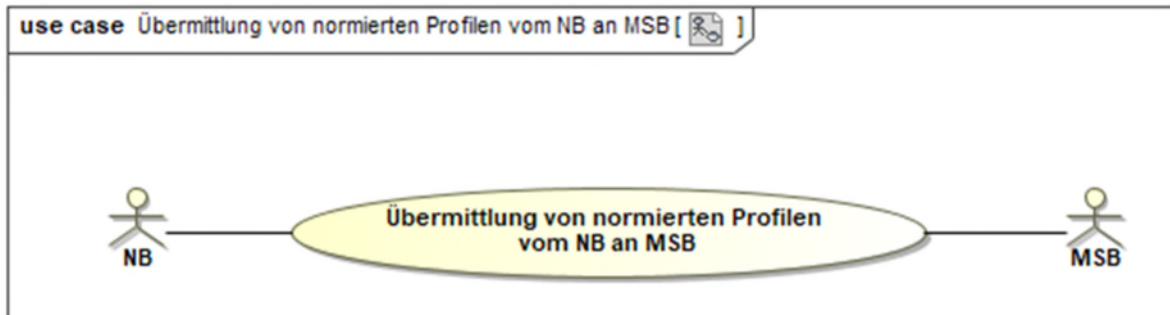 use case Übermittlung von normierten Profilen vom NB an MSB [ ]
Übermittlung von normierten Profilen
vom NB an MSB
NB
MSB